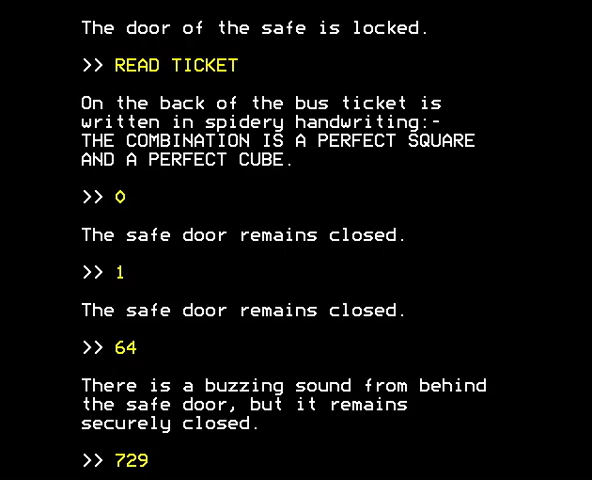 The door of the safe is locked.
>> READ TICKET
On the back of the bus ticket is
written in spidery handwriting:-
THE COMBINATION IS A PERFECT SQUARE
AND A PERFECT CUBE.
>> 0
The safe door remains closed.
>> 1
The safe door remains closed.
>> 64
There is a buzzing sound from behind
the safe door, but it remains
securely closed.
>> 729